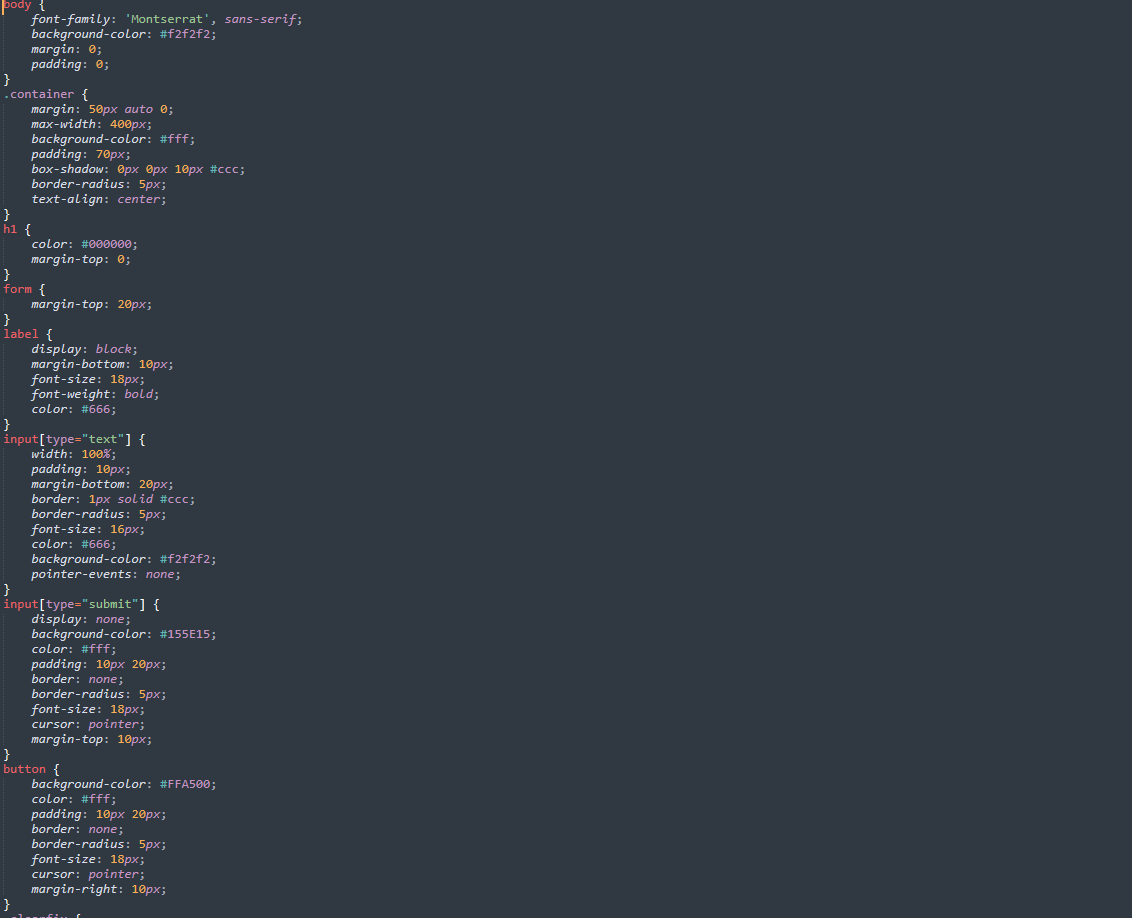 body {
    font-family: 'Montserrat', sans-serif;
    background-color: #f2f2f2;
    margin: 0;
    padding: 0;
}
.container {
    margin: 50px auto 0;
    max-width: 400px;
    background-color: #fff;
    padding: 70px;
    box-shadow: 0px 0px 10px #ccc;
    border-radius: 5px;
    text-align: center;
}
h1 {
    color: #000000;
    margin-top: 0;
}
form {
    margin-top: 20px;
}
label {
    display: block;
    margin-bottom: 10px;
    font-size: 18px;
    font-weight: bold;
    color: #666;
}
input[type="text"] {
    width: 100%;
    padding: 10px;
    margin-bottom: 20px;
    border: 1px solid #ccc;
    border-radius: 5px;
    font-size: 16px;
    color: #666;
    background-color: #f2f2f2;
    pointer-events: none;
}
input[type="submit"] {
    display: none;
    background-color: #155E15;
    color: #fff;
    padding: 10px 20px;
    border: none;
    border-radius: 5px;
    font-size: 18px;
    cursor: pointer;
    margin-top: 10px;
}
button {
    background-color: #FFA500;
    color: #fff;
    padding: 10px 20px;
    border: none;
    border-radius: 5px;
    font-size: 18px;
    cursor: pointer;
    margin-right: 10px;
}